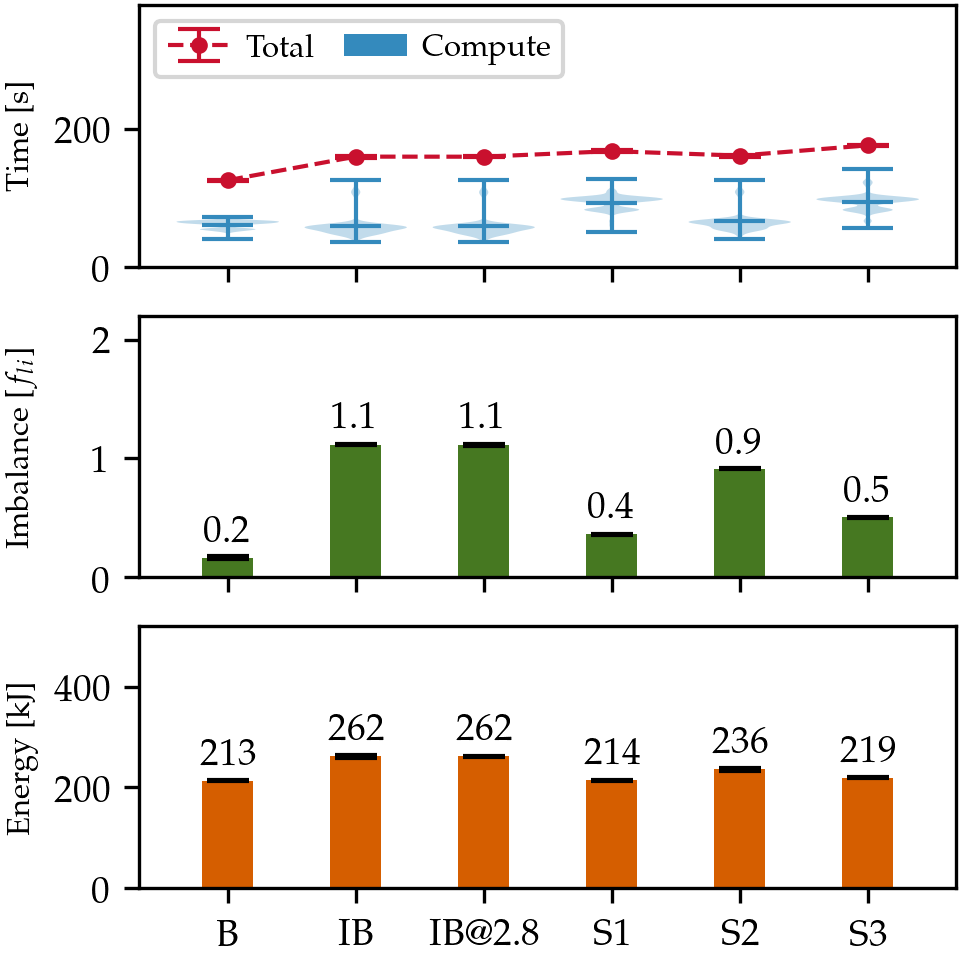 Total Compute
Time [s]
200
0
Imbalance [f_li]
2
1
0
0.2 1.1 1.1 0.4 0.9 0.5
Energy [kJ]
400
200
0
213 262 262 214 236 219
B IB IB@2.8 S1 S2 S3